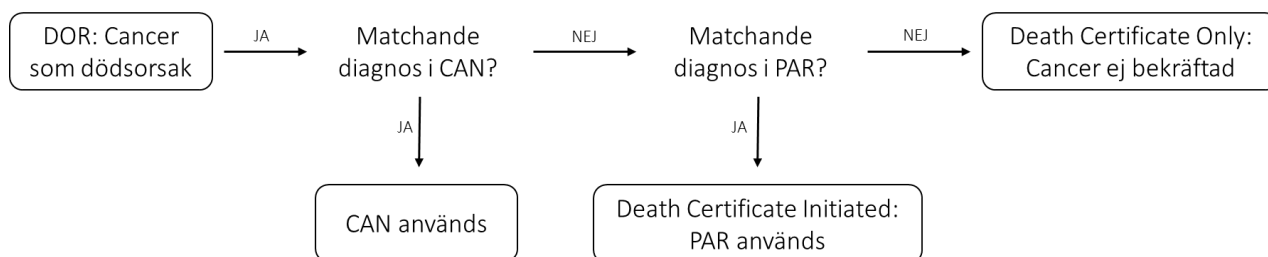 DOR: Cancer
som dödsorsak
JA
Matchande
diagnos i CAN?
NEJ
Matchande
diagnos i PAR?
NEJ
Death Certificate Only:
Cancer ej bekräftad
JA
JA
CAN används
Death Certificate Initiated:
PAR används